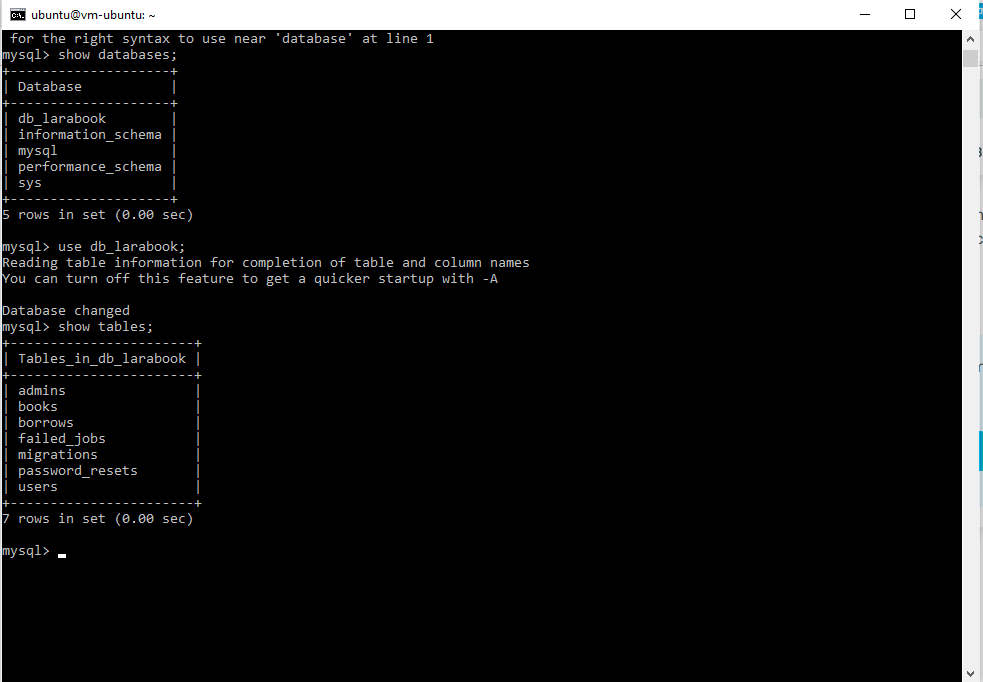 ubuntu@vm-ubuntu: ~
 for the right syntax to use near 'database' at line 1
mysql> show databases;
+--------------------+
| Database           |
+--------------------+
| db_larabook        |
| information_schema |
| mysql              |
| performance_schema |
| sys                |
+--------------------+
5 rows in set (0.00 sec)

mysql> use db_larabook;
Reading table information for completion of table and column names
You can turn off this feature to get a quicker startup with -A

Database changed
mysql> show tables;
+-----------------------+
| Tables_in_db_larabook |
+-----------------------+
| admins                |
| books                 |
| borrows               |
| failed_jobs           |
| migrations            |
| password_resets       |
| users                 |
+-----------------------+
7 rows in set (0.00 sec)

mysql>